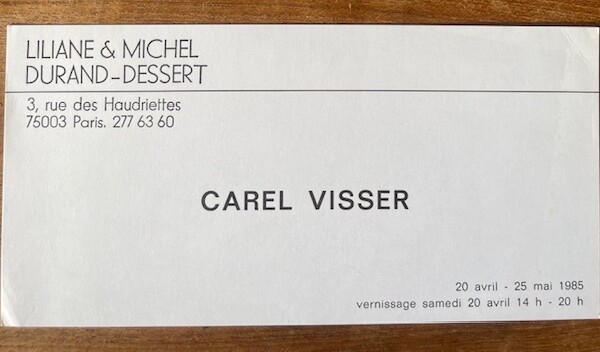 LILIANE & MICHEL
DURAND-DESSERT
3, rue des Haudriettes
75003 Paris. 277 63 60
CAREL VISSER
20 avril - 25 mai 1985
vernissage samedi 20 avril 14 h - 20 h